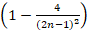 (1 − 4/(2n−1)²)